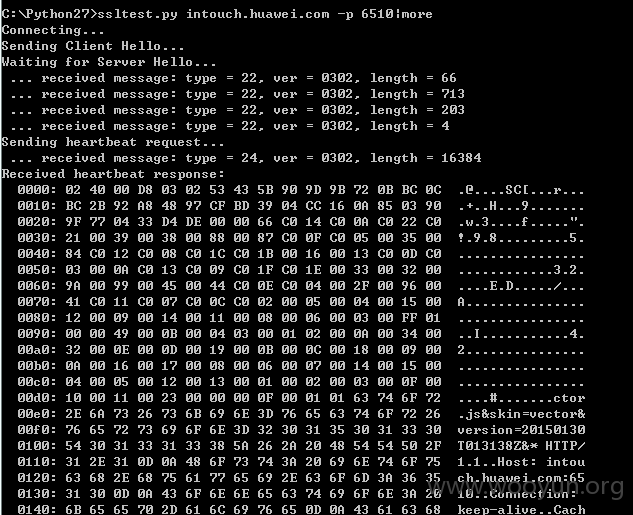 C:\Python27>ssltest.py intouch.huawei.com -p 6510|more
Connecting...
Sending Client Hello...
Waiting for Server Hello...
 ... received message: type = 22, ver = 0302, length = 66
 ... received message: type = 22, ver = 0302, length = 713
 ... received message: type = 22, ver = 0302, length = 203
 ... received message: type = 22, ver = 0302, length = 4
Sending heartbeat request...
 ... received message: type = 24, ver = 0302, length = 16384
Received heartbeat response:
  0000: 02 40 00 D8 03 02 53 43 5B 90 9D 9B 72 0B BC 0C  .@....SC[...r...
  0010: BC 2B 92 A8 48 97 CF BD 39 04 CC 16 0A 85 03 90  .+..H...9.......
  0020: 9F 77 04 33 D4 DE 00 00 66 C0 14 C0 0A C0 22 C0  .w.3....f.....".
  0030: 21 00 39 00 38 00 88 00 87 C0 0F C0 05 00 35 00  !.9.8.........5.
  0040: 84 C0 12 C0 08 C0 1C C0 1B 00 16 00 13 C0 0D C0  ................
  0050: 03 00 0A C0 13 C0 09 C0 1F C0 1E 00 33 00 32 00  ............3.2.
  0060: 9A 00 99 00 45 00 44 C0 0E C0 04 00 2F 00 96 00  ....E.D...../...
  0070: 41 C0 11 C0 07 C0 0C C0 02 00 05 00 04 00 15 00  A...............
  0080: 12 00 09 00 14 00 11 00 08 00 06 00 03 00 FF 01  ................
  0090: 00 00 49 00 0B 00 04 03 00 01 02 00 0A 00 34 00  ..I...........4.
  00a0: 32 00 0E 00 0D 00 19 00 0B 00 0C 00 18 00 09 00  2...............
  00b0: 0A 00 16 00 17 00 08 00 06 00 07 00 14 00 15 00  ................
  00c0: 04 00 05 00 12 00 13 00 01 00 02 00 03 00 0F 00  ................
  00d0: 10 00 11 00 23 00 00 00 0F 00 01 01 63 74 6F 72  ....#.......ctor
  00e0: 2E 6A 73 26 73 6B 69 6E 3D 76 65 63 74 6F 72 26  .js&skin=vector&
  00f0: 76 65 72 73 69 6F 6E 3D 32 30 31 35 30 31 33 30  version=20150130
  0100: 54 30 31 33 31 33 38 5A 26 2A 20 48 54 54 50 2F  T013138Z&* HTTP/
  0110: 31 2E 31 0D 0A 48 6F 73 74 3A 20 69 6E 74 6F 75  1.1..Host: intou
  0120: 63 68 2E 68 75 61 77 65 69 2E 63 6F 6D 3A 36 35  ch.huawei.com:65
  0130: 31 30 0D 0A 43 6F 6E 6E 65 63 74 69 6F 6E 3A 20  10..Connection:
  0140: 6B 65 65 70 2D 61 6C 69 76 65 0D 0A 43 61 63 68  keep-alive..Cach
www.wooyun.org